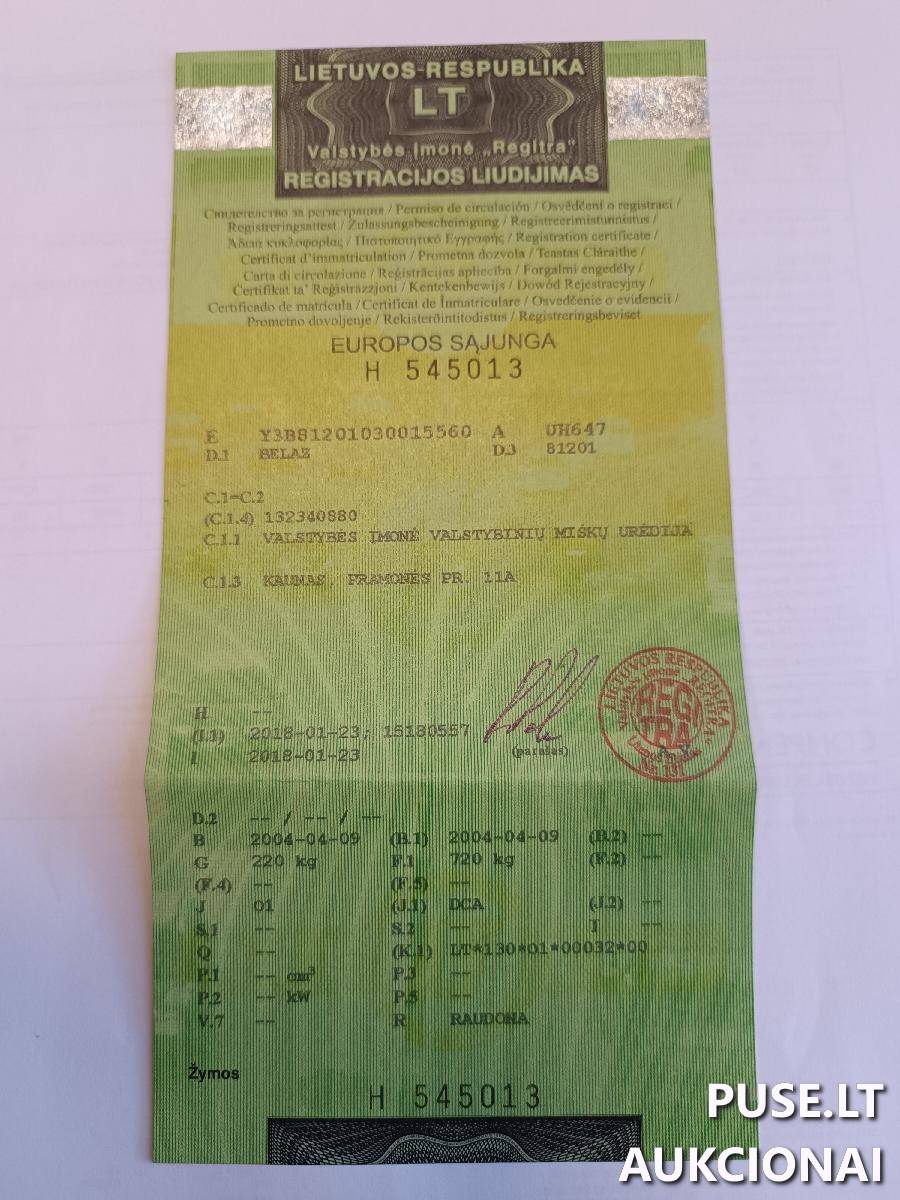 LIETUVOS RESPUBLIKA
LT
Valstybės įmonė „Regitra"
REGISTRACIJOS LIUDIJIMAS
Свидетелство за регистрация / Permiso de circulación / Osvědčení o registraci /
Registreringsattest / Zulassungsbescheinigung / Registreerimistunnistus /
Άδεια κυκλοφορίας / Πιστοποιητικό Εγγραφής / Registration certificate /
Certificat d'immatriculation / Prometna dozvola / Teastas Cláraithe /
Carta di circolazione / Reģistrācijas apliecība / Forgalmi engedély /
Ċertifikat ta' Reġistrazzjoni / Kentekenbewijs / Dowód Rejestracyjny /
Certificado de matrícula / Certificat de Înmatriculare / Osvedčenie o evidencii /
Prometno dovoljenje / Rekisteröintitodistus / Registreringsbeviset
EUROPOS SĄJUNGA
H 545013
E Y3B81201030015560 A UH647
D.1 BELAZ D.3 81201
C.1-C.2
(C.1.4) 132340880
C.1.1 VALSTYBĖS ĮMONĖ VALSTYBINIŲ MIŠKŲ URĖDIJA
C.1.3 KAUNAS, PRAMONĖS PR. 11A
H --
(I.1) 2018-01-23; 15180557
I 2018-01-23
(parašas)
LIETUVOS RESPUBLIKA
REGI
TRA
Nr. 131
D.2 -- / -- / --
B 2004-04-09 (B.1) 2004-04-09 (B.2) --
G 220 kg F.1 720 kg (F.2) --
(F.4) -- (F.5) --
J 01 (J.1) DCA (J.2) --
S.1 -- S.2 -- T --
Q -- (K.1) LT*130*01*00032*00
P.1 -- cm³ P.3 --
P.2 -- kW P.5 --
V.7 -- R RAUDONA
Žymos
H 545013
PUSE.LT
AUKCIONAI